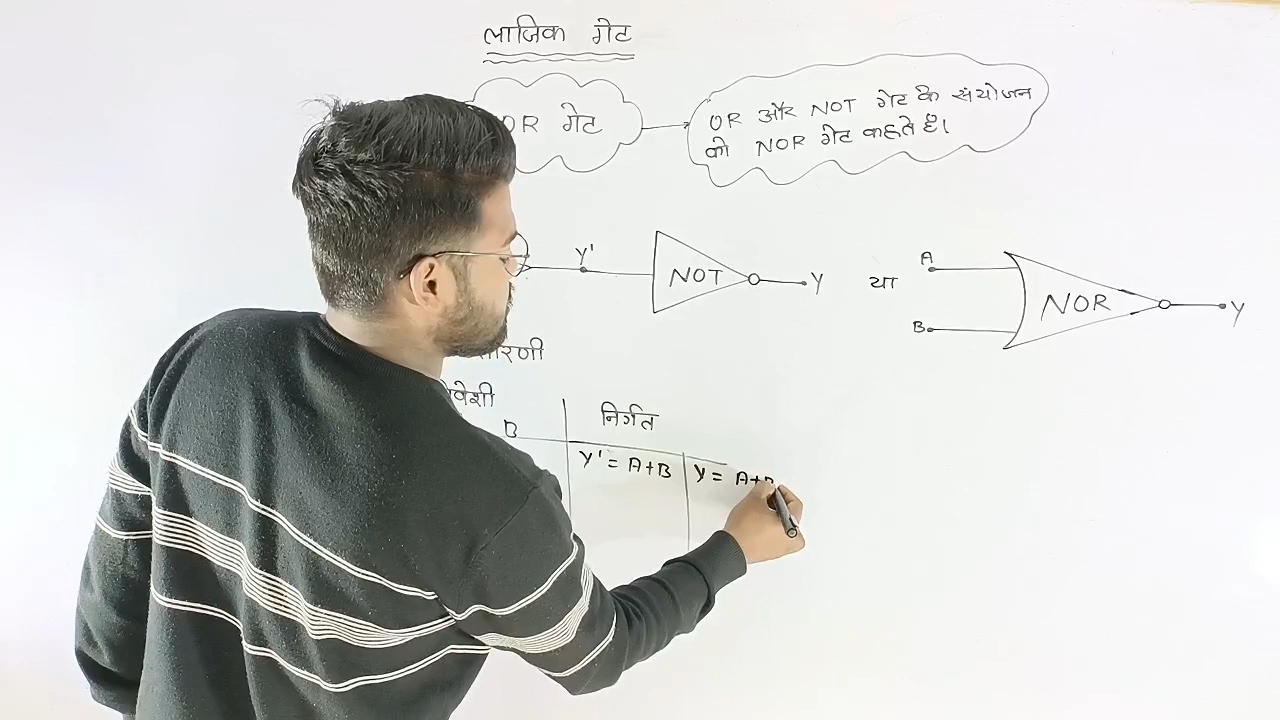 लाजिक गेट
OR गेट
OR और NOT गेट के संयोजन
को NOR गेट कहते हैं।
Y'
NOT
Y
या
A
B
NOR
Y
सारणी
निर्गत
B
Y' = A+B
Y = A+B